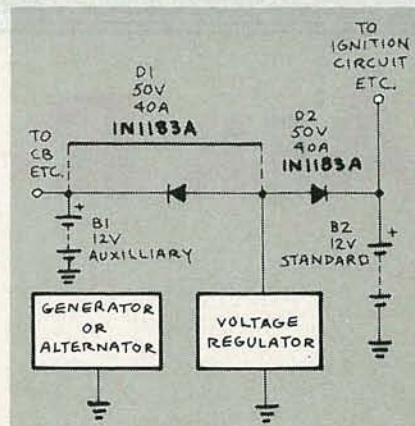 TO
IGNITION
CIRCUIT
ETC.
D1
50V
40A
1N1183A
D2
50V
40A
1N1183A
TO
CB
ETC.
+
B1
12V
AUXILLIARY
+
B2
12V
STANDARD
GENERATOR
OR
ALTERNATOR
VOLTAGE
REGULATOR